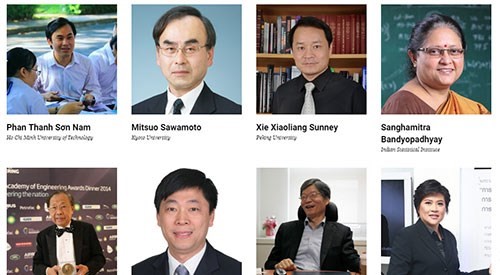 Phan Thanh Sơn Nam
Ho Chi Minh University of Technology
Mitsuo Sawamoto
Kyoto University
Xie Xiaoliang Sunney
Peking University
Sanghamitra
Bandyopadhyay
Indian Statistical Institute
Academy of Engineering Awards Dinner 2014